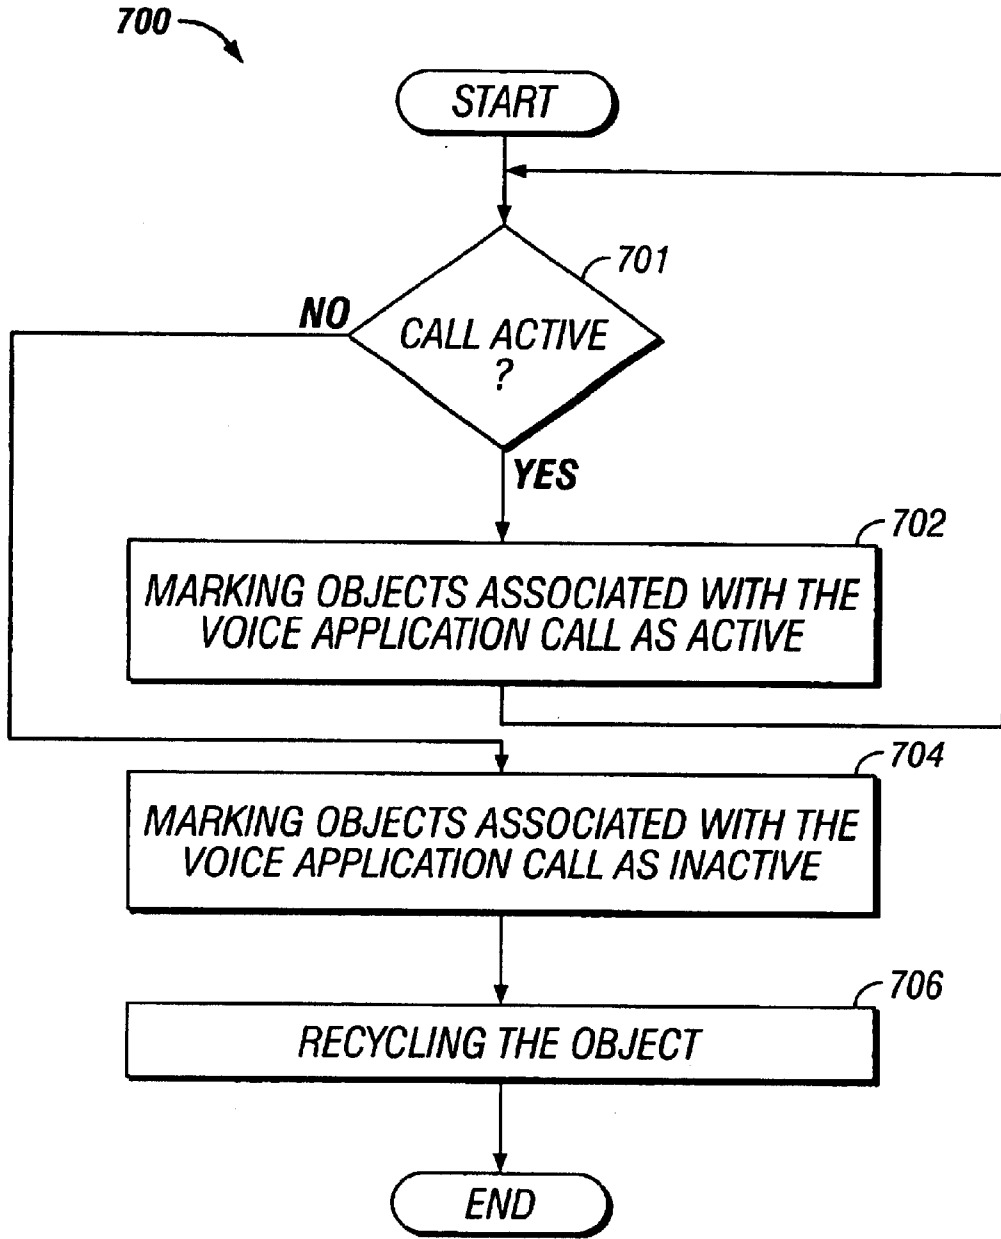 700
START
701
NO
CALL ACTIVE
?
YES
702
MARKING OBJECTS ASSOCIATED WITH THE
VOICE APPLICATION CALL AS ACTIVE
704
MARKING OBJECTS ASSOCIATED WITH THE
VOICE APPLICATION CALL AS INACTIVE
706
RECYCLING THE OBJECT
END